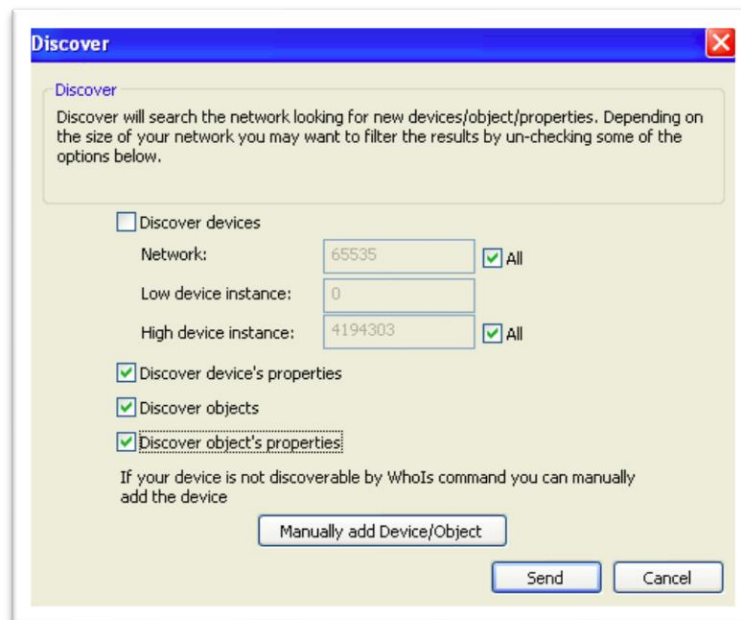 Discover
Discover
Discover will search the network looking for new devices/object/properties. Depending on
the size of your network you may want to filter the results by un-checking some of the
options below.
Discover devices
Network: 65535 All
Low device instance: 0
High device instance: 4194303 All
Discover device's properties
Discover objects
Discover object's properties
If your device is not discoverable by WhoIs command you can manually
add the device
Manually add Device/Object
Send Cancel